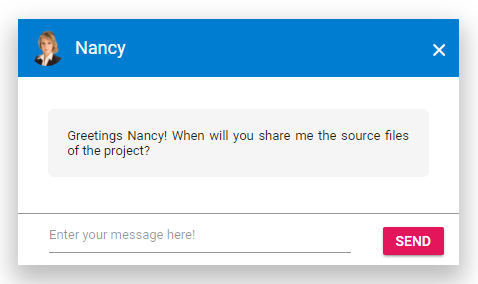 Nancy
Greetings Nancy! When will you share me the source files
of the project?
Enter your message here!
SEND